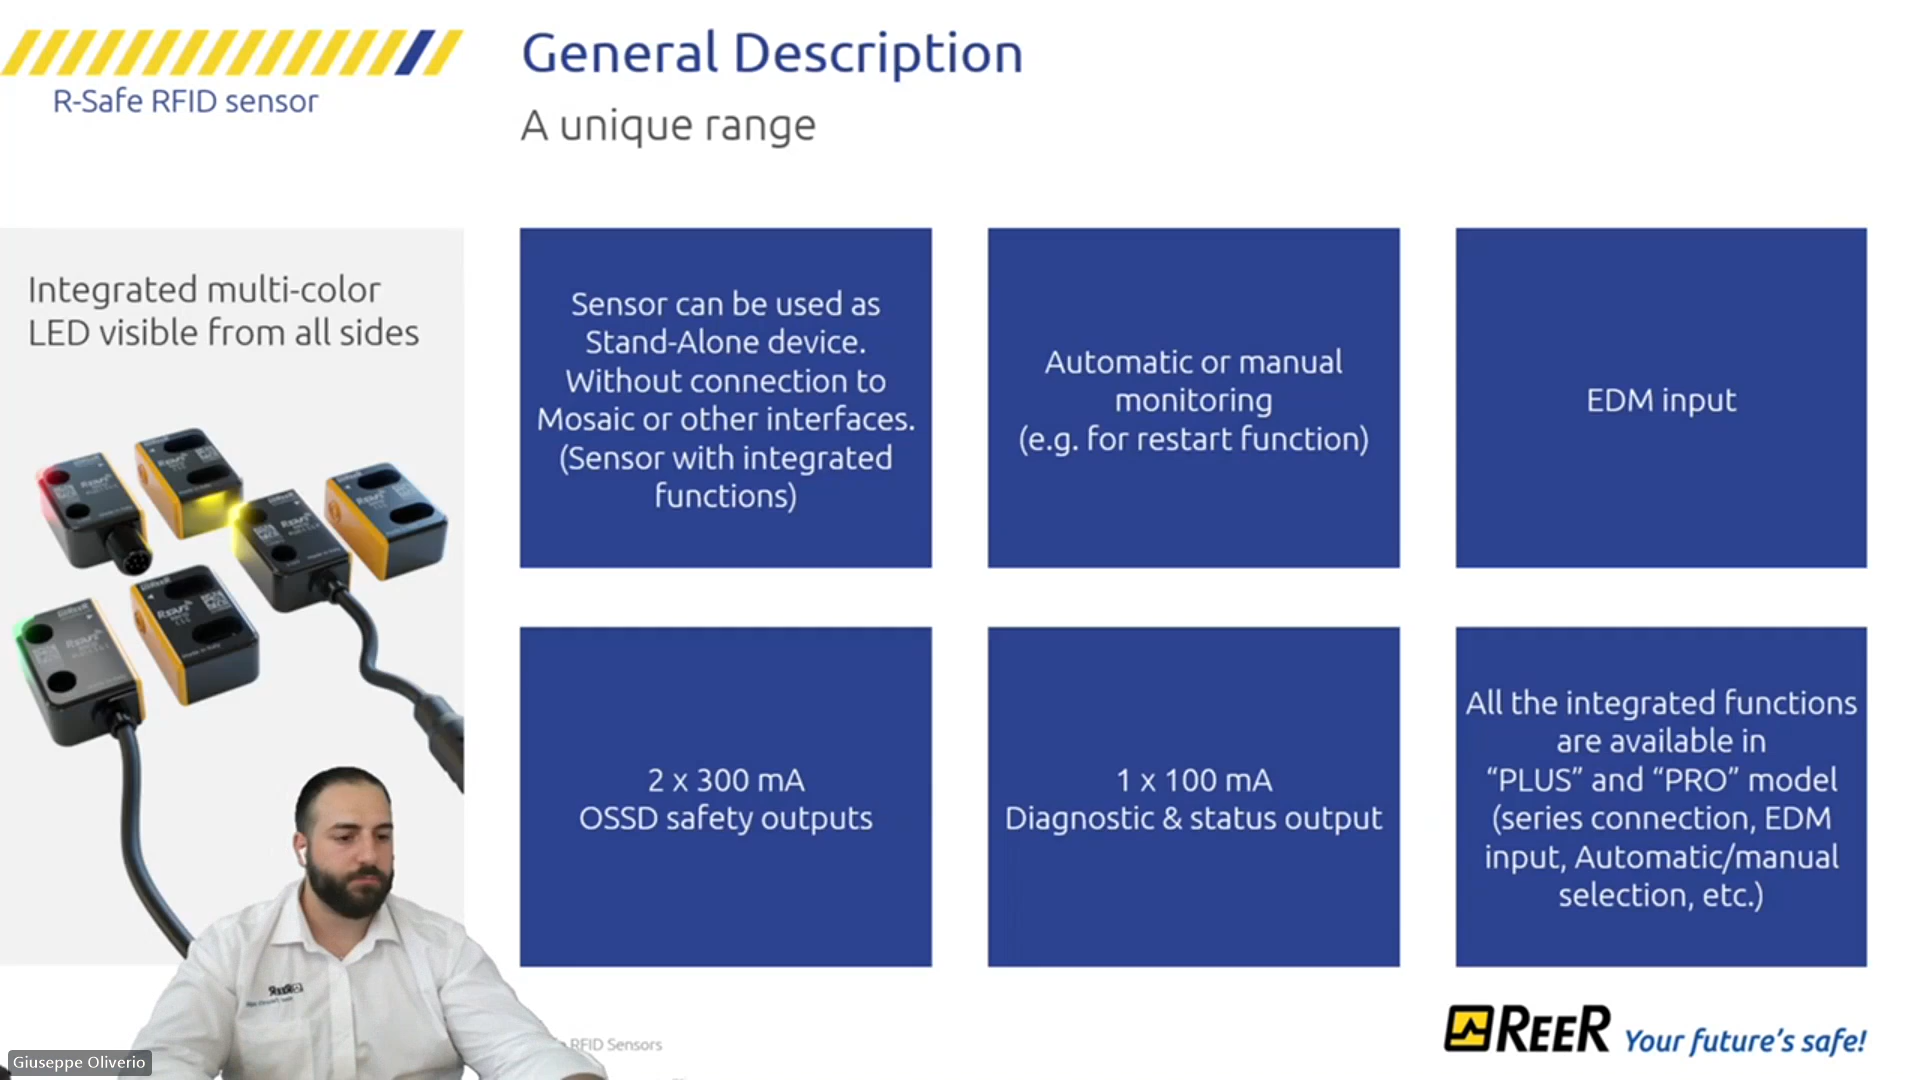 R-Safe RFID sensor
General Description
A unique range
Integrated multi-color
LED visible from all sides
Sensor can be used as
Stand-Alone device.
Without connection to
Mosaic or other interfaces.
(Sensor with integrated
functions)
Automatic or manual
monitoring
(e.g. for restart function)
EDM input
2 x 300 mA
OSSD safety outputs
1 x 100 mA
Diagnostic & status output
All the integrated functions
are available in
“PLUS” and “PRO” model
(series connection, EDM
input, Automatic/manual
selection, etc.)
RFID Sensors
REER Your future's safe!
Giuseppe Oliverio